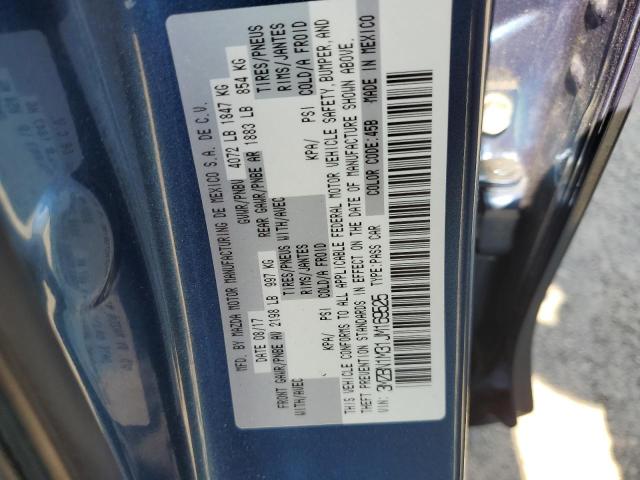 MFD. BY MAZDA MOTOR MANUFACTURING DE MEXICO S.A. DE C.V.
DATE 08/17 GVWR/PNBV 4072 LB 1847 KG
FRONT GAWR/PNBE AV 2198 LB 997 KG REAR GAWR/PNBE AR 1883 LB 854 KG
WITH/AVEC TIRES/PNEUS WITH/AVEC TIRES/PNEUS
RIMS/JANTES RIMS/JANTES
KPA/ PSI COLD/A FROID KPA/ PSI COLD/A FROID
THIS VEHICLE CONFORMS TO ALL APPLICABLE FEDERAL MOTOR VEHICLE SAFETY, BUMPER, AND
THEFT PREVENTION STANDARDS IN EFFECT ON THE DATE OF MANUFACTURE SHOWN ABOVE.
VIN: 3MZBN1M31JM169525 TYPE:PASS CAR COLOR CODE:45B MADE IN MEXICO